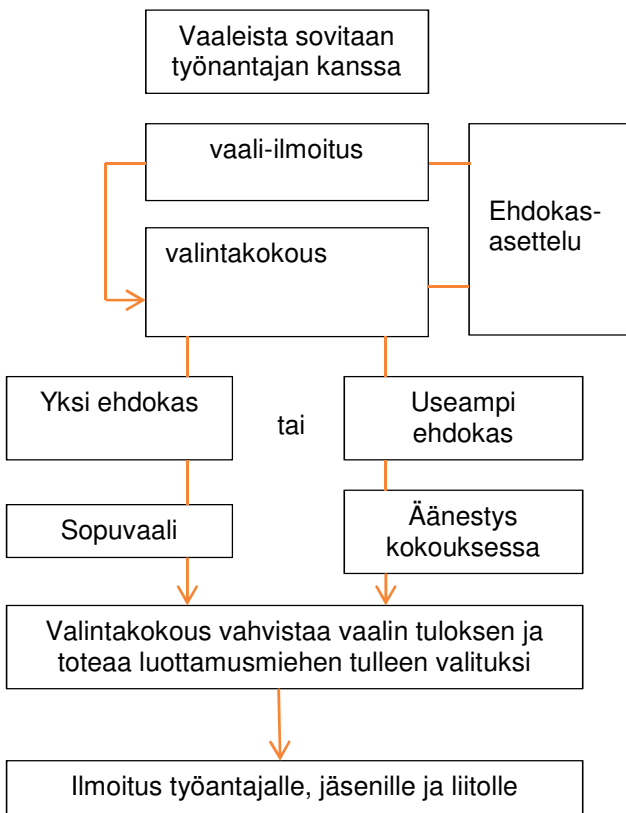 Vaaleista sovitaan
työnantajan kanssa
vaali-ilmoitus
Ehdokas-
asettelu
valintakokous
Yksi ehdokas
tai
Useampi
ehdokas
Sopuvaali
Äänestys
kokouksessa
Valintakokous vahvistaa vaalin tuloksen ja
toteaa luottamusmiehen tulleen valituksi
Ilmoitus työantajalle, jäsenille ja liitolle